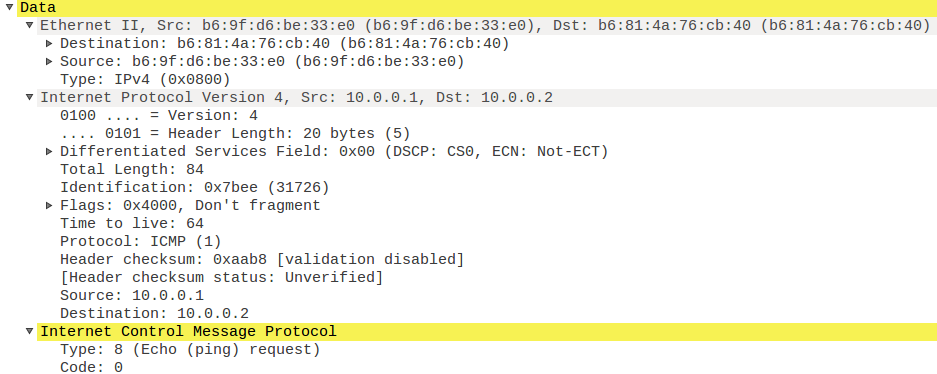 Data
Ethernet II, Src: b6:9f:d6:be:33:e0 (b6:9f:d6:be:33:e0), Dst: b6:81:4a:76:cb:40 (b6:81:4a:76:cb:40)
Destination: b6:81:4a:76:cb:40 (b6:81:4a:76:cb:40)
Source: b6:9f:d6:be:33:e0 (b6:9f:d6:be:33:e0)
Type: IPv4 (0x0800)
Internet Protocol Version 4, Src: 10.0.0.1, Dst: 10.0.0.2
0100 .... = Version: 4
.... 0101 = Header Length: 20 bytes (5)
Differentiated Services Field: 0x00 (DSCP: CS0, ECN: Not-ECT)
Total Length: 84
Identification: 0x7bee (31726)
Flags: 0x4000, Don't fragment
Time to live: 64
Protocol: ICMP (1)
Header checksum: 0xaab8 [validation disabled]
[Header checksum status: Unverified]
Source: 10.0.0.1
Destination: 10.0.0.2
Internet Control Message Protocol
Type: 8 (Echo (ping) request)
Code: 0